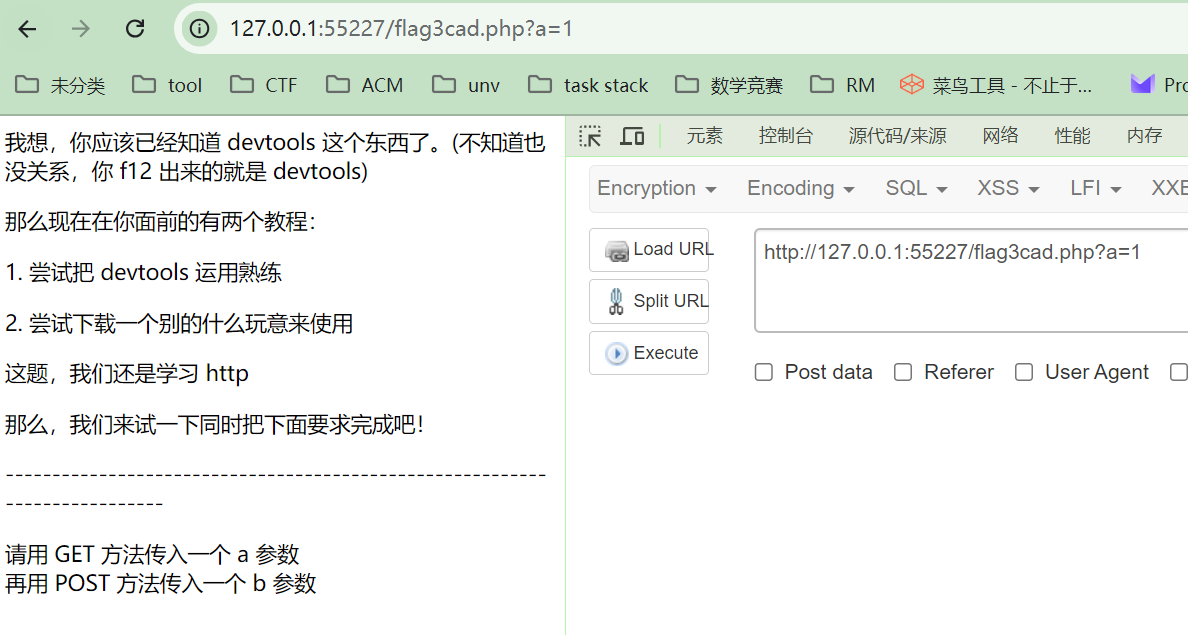 127.0.0.1:55227/flag3cad.php?a=1
未分类 tool CTF ACM unv task stack 数学竞赛 RM 菜鸟工具 - 不止于...
我想，你应该已经知道 devtools 这个东西了。(不知道也
没关系，你 f12 出来的就是 devtools)
那么现在在你面前的有两个教程：
1. 尝试把 devtools 运用熟练
2. 尝试下载一个别的什么玩意来使用
这题，我们还是学习 http
那么，我们来试一下同时把下面要求完成吧！
----------------------------------------------------------
-----------------
请用 GET 方法传入一个 a 参数
再用 POST 方法传入一个 b 参数
元素 控制台 源代码/来源 网络 性能 内存
Encryption Encoding SQL XSS LFI
Load URL
Split URL
Execute
http://127.0.0.1:55227/flag3cad.php?a=1
Post data Referer User Agent